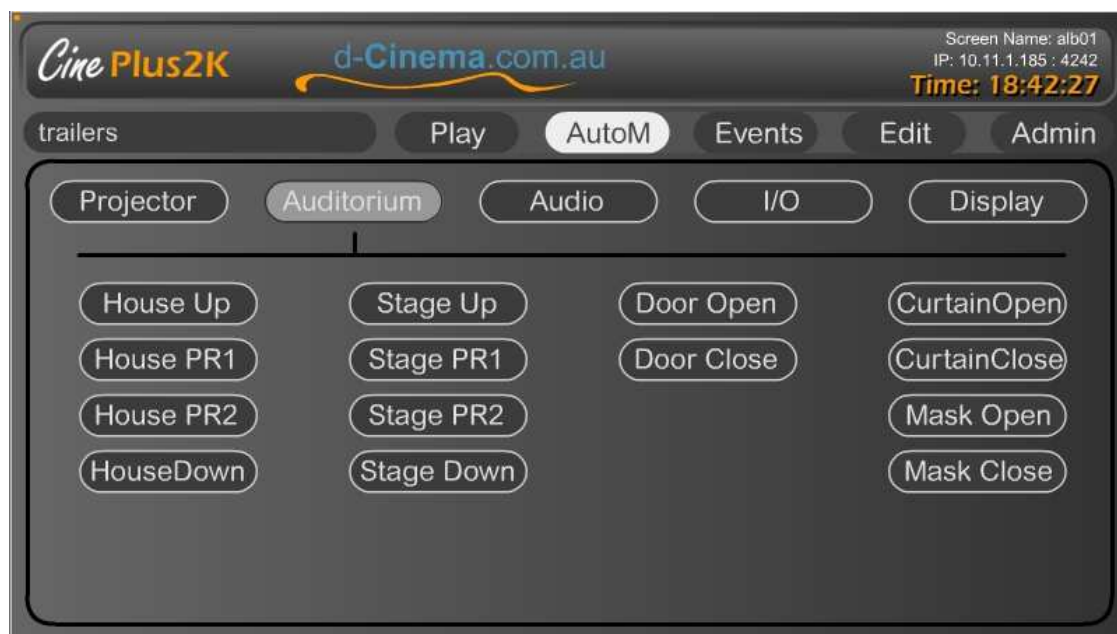 Cine Plus2K
d-Cinema.com.au
Screen Name: alb01
IP: 10.11.1.185 : 4242
Time: 18:42:27
trailers
Play
AutoM
Events
Edit
Admin
Projector
Auditorium
Audio
I/O
Display
House Up
Stage Up
Door Open
CurtainOpen
House PR1
Stage PR1
Door Close
CurtainClose
House PR2
Stage PR2
Mask Open
HouseDown
Stage Down
Mask Close